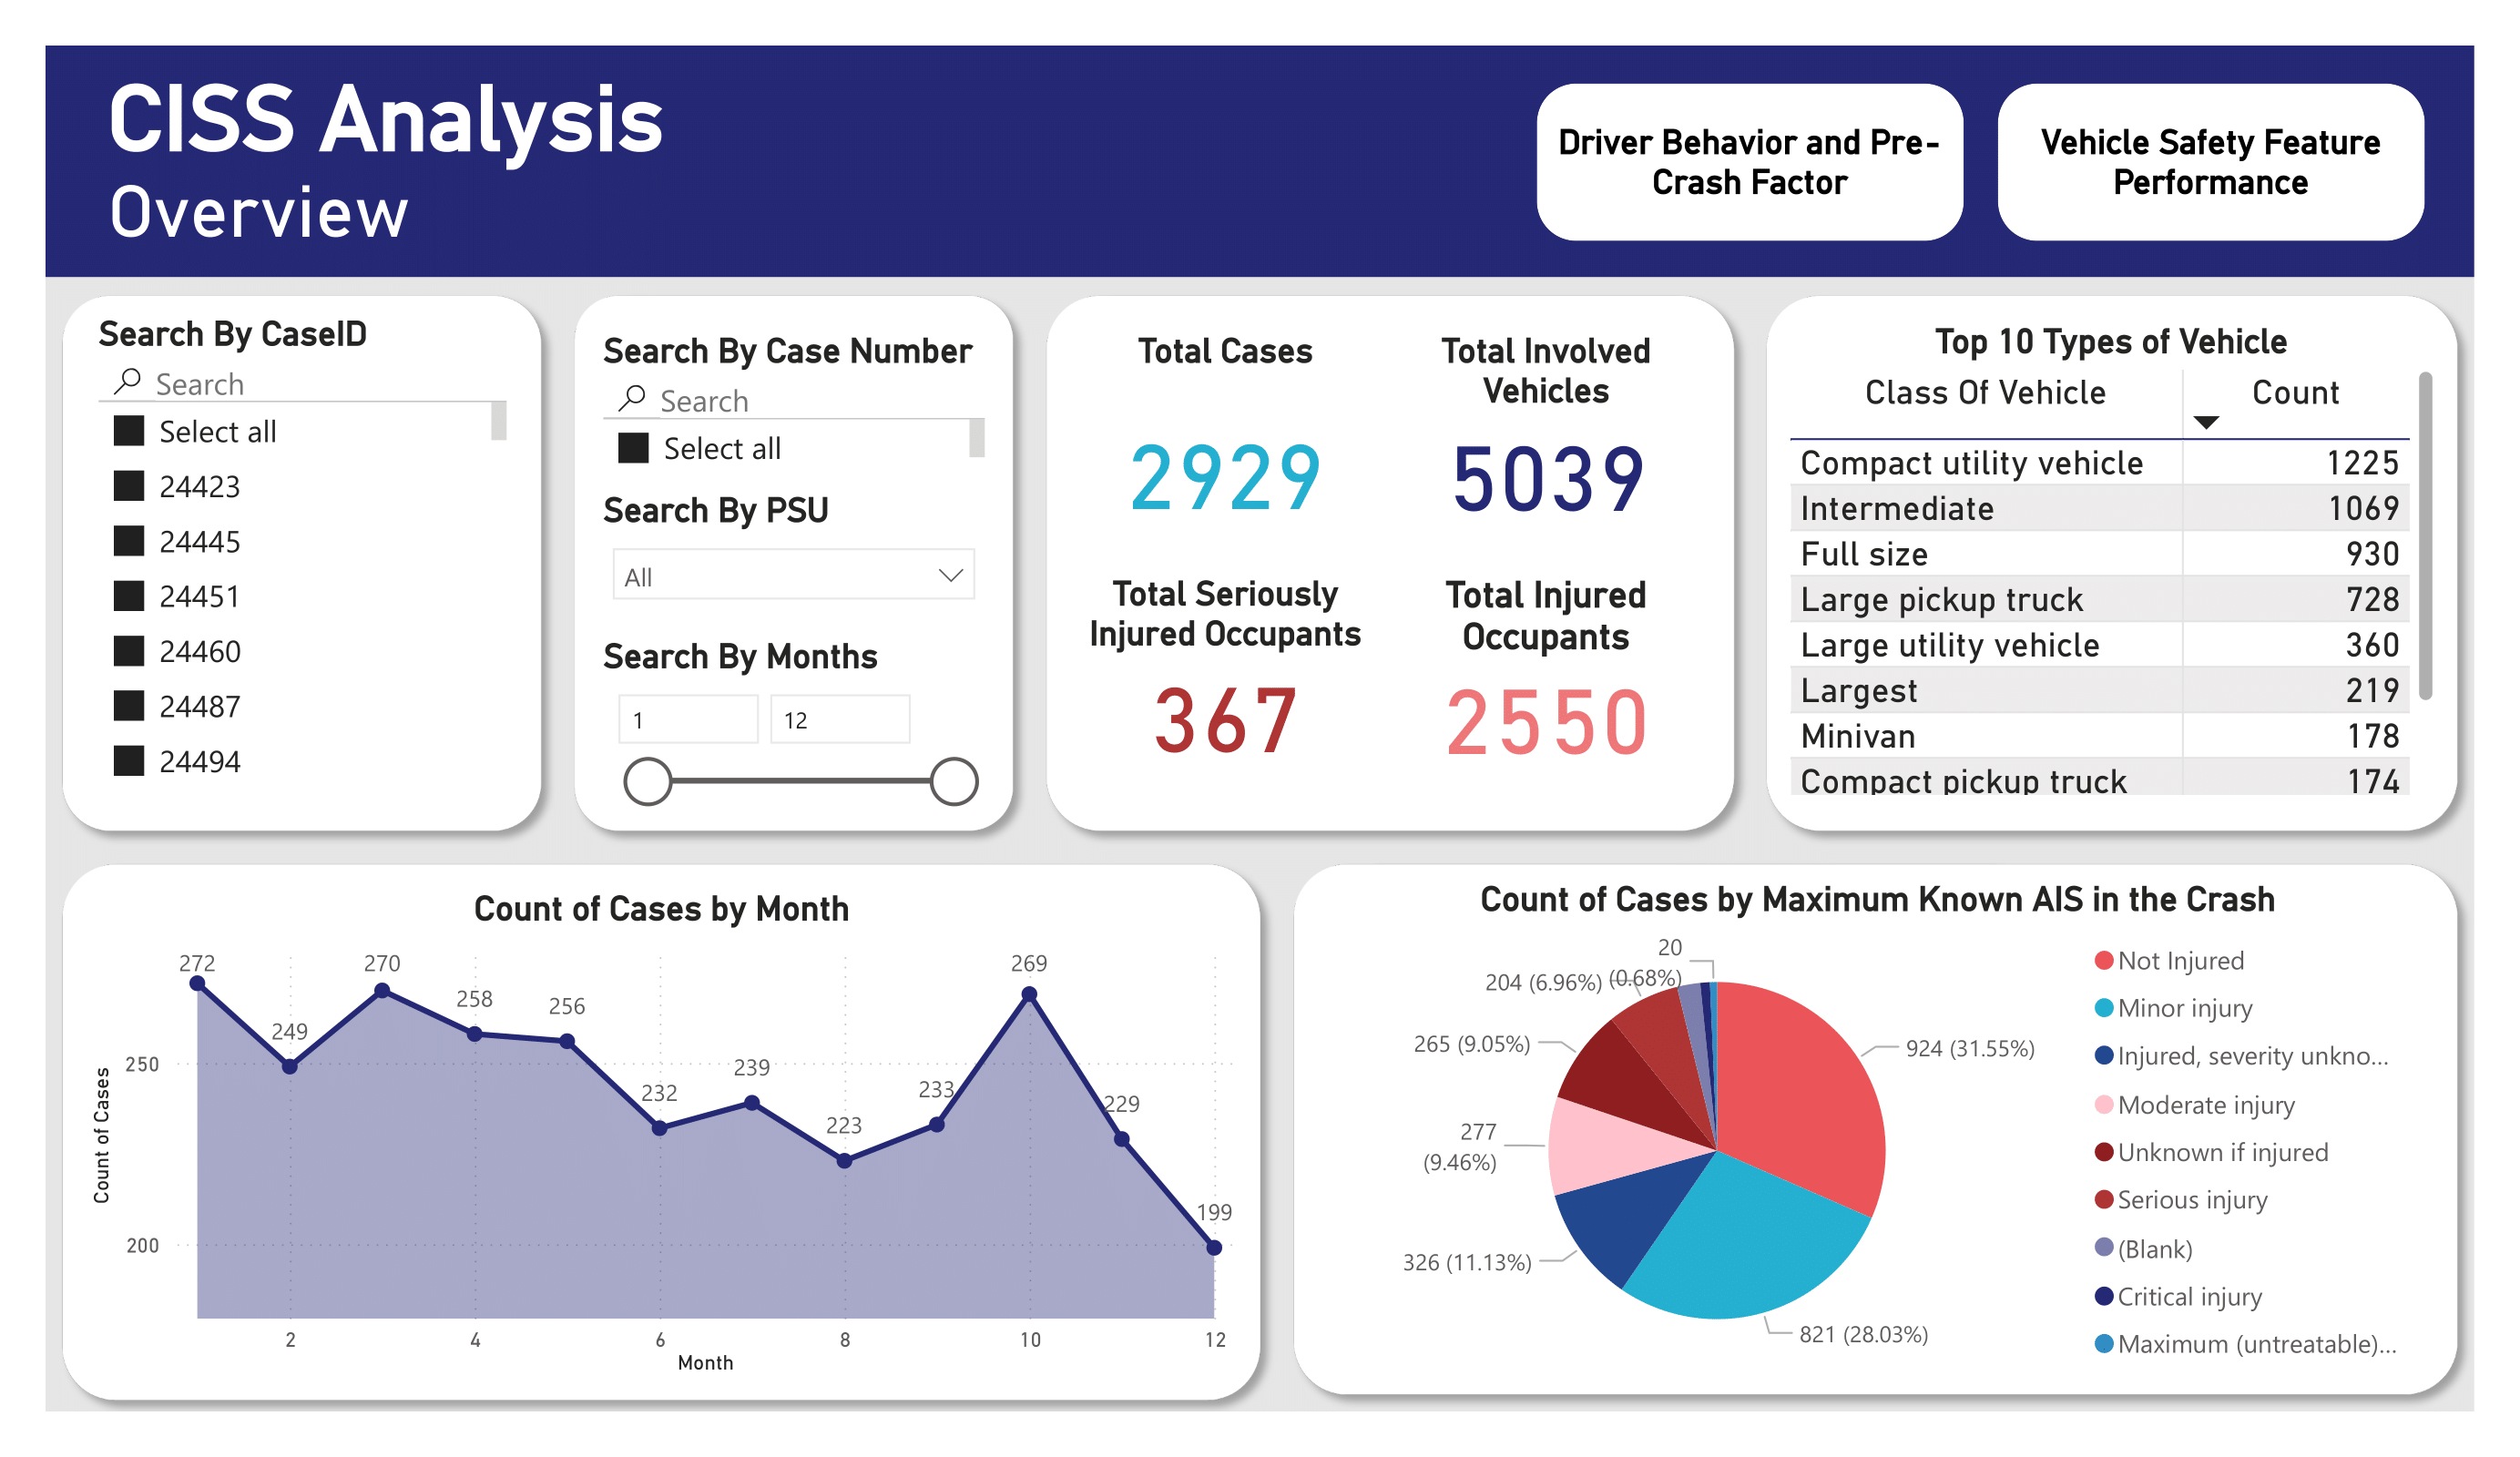 CISS Analysis
Overview
Driver Behavior and Pre-
Crash Factor
Vehicle Safety Feature
Performance
Search By CaseID
Search
Select all
24423
24445
24451
24460
24487
24494
Search By Case Number
Search
Select all
Search By PSU
All
Search By Months
1
12
Total Cases
2929
Total Involved
Vehicles
5039
Total Seriously
Injured Occupants
367
Total Injured
Occupants
2550
Top 10 Types of Vehicle
Class Of Vehicle Count
Compact utility vehicle 1225
Intermediate 1069
Full size 930
Large pickup truck 728
Large utility vehicle 360
Largest 219
Minivan 178
Compact pickup truck 174
Count of Cases by Month
Count of Cases
250
200
272
249
270
258
256
232
239
223
233
269
229
199
2 4 6 8 10 12
Month
Count of Cases by Maximum Known AIS in the Crash
20
(0.68%)
204 (6.96%)
265 (9.05%)
277
(9.46%)
326 (11.13%)
821 (28.03%)
924 (31.55%)
Not Injured
Minor injury
Injured, severity unkno...
Moderate injury
Unknown if injured
Serious injury
(Blank)
Critical injury
Maximum (untreatable)...